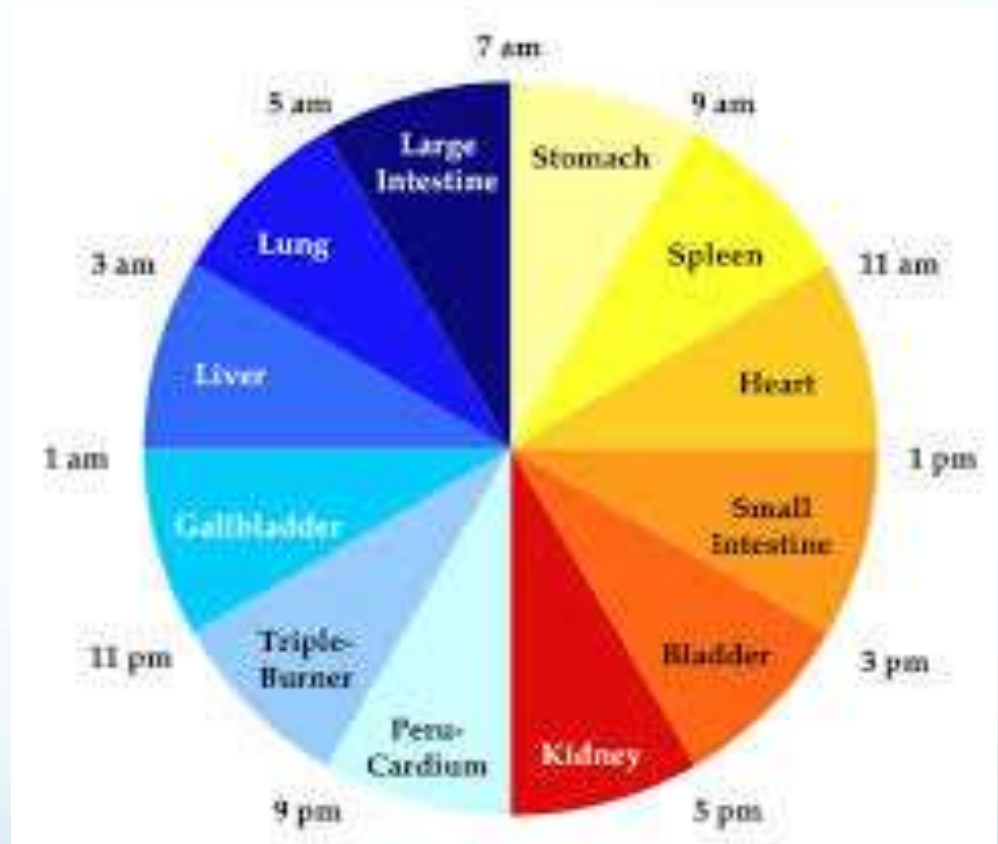 7 am
9 am
11 am
1 pm
3 pm
5 pm
9 pm
11 pm
1 am
3 am
5 am
Stomach
Spleen
Heart
Small
Intestine
Bladder
Kidney
Peru-
Cardium
Triple-
Burner
Gallbladder
Liver
Lung
Large
Intestine